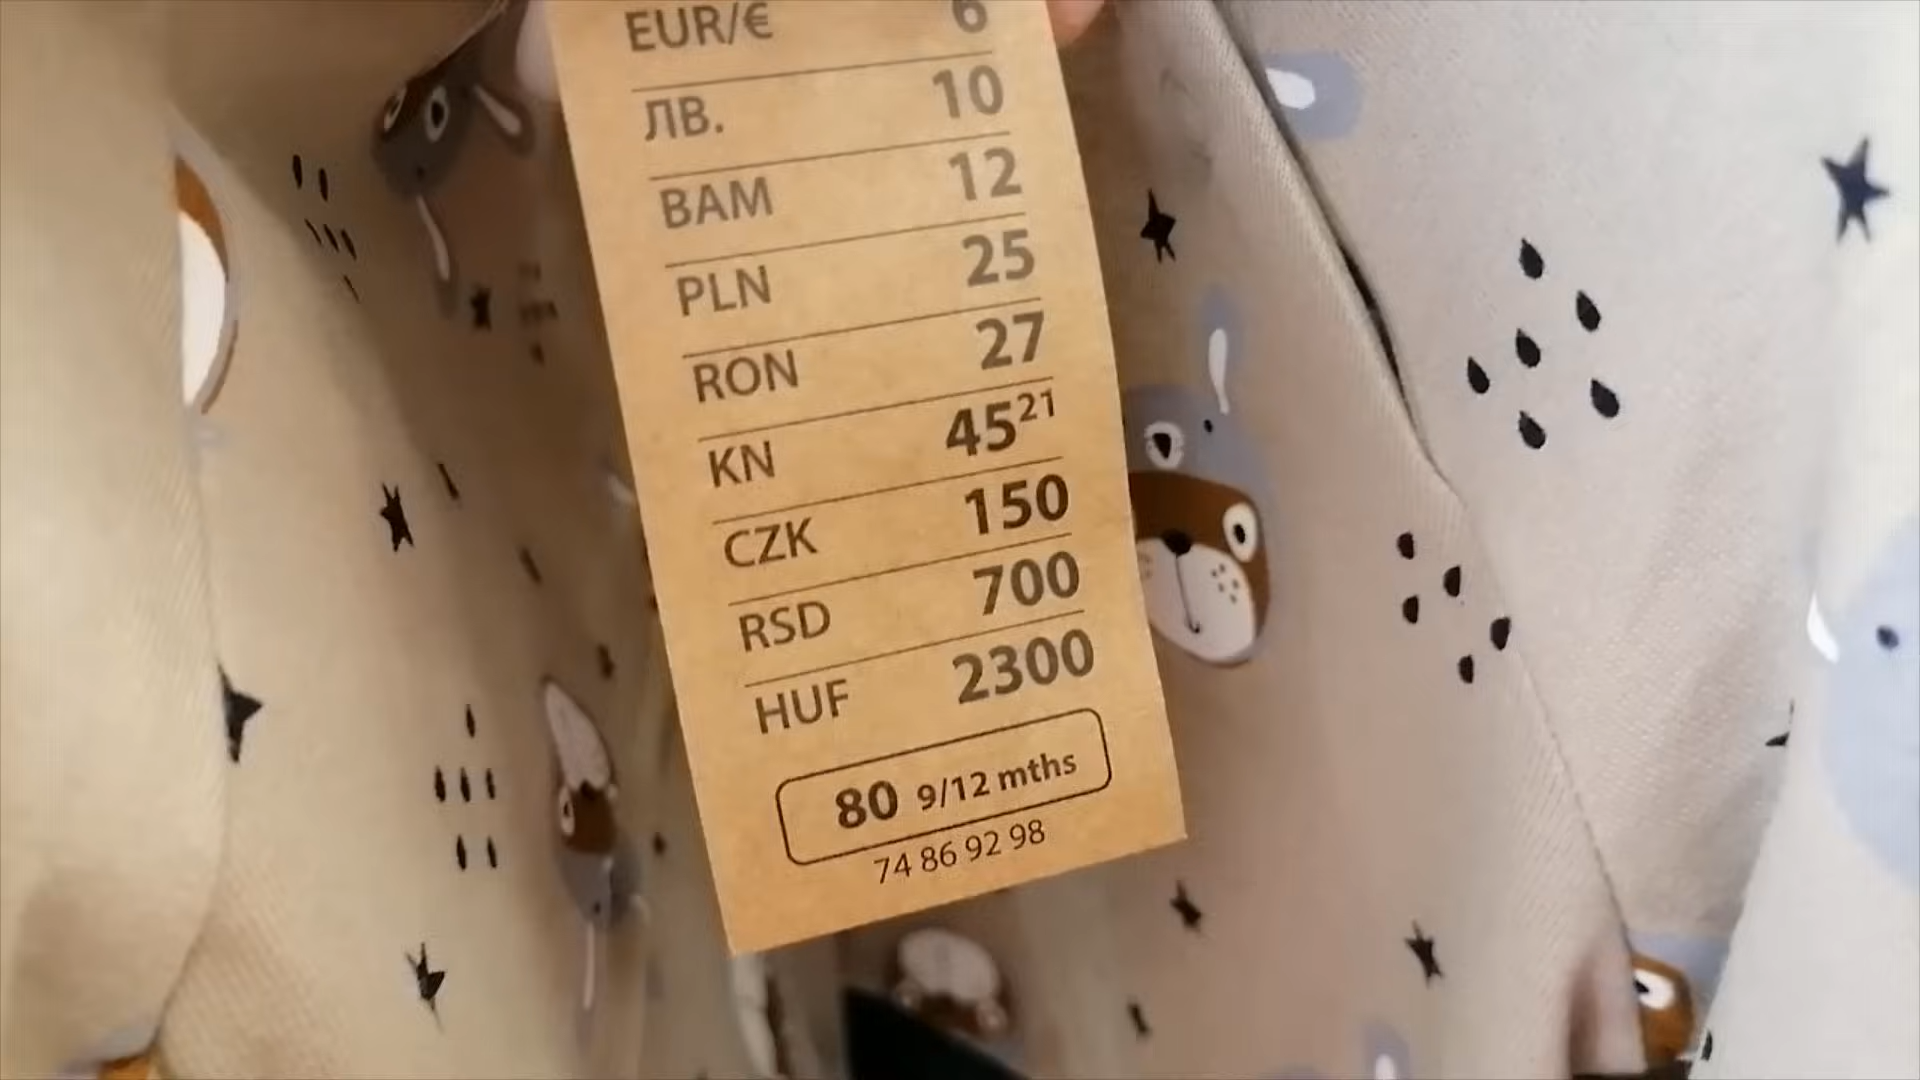 EUR/€ 6
ЛВ. 10
BAM 12
PLN 25
RON 27
KN 45²¹
CZK 150
RSD 700
HUF 2300
80 9/12 mths
74 86 92 98